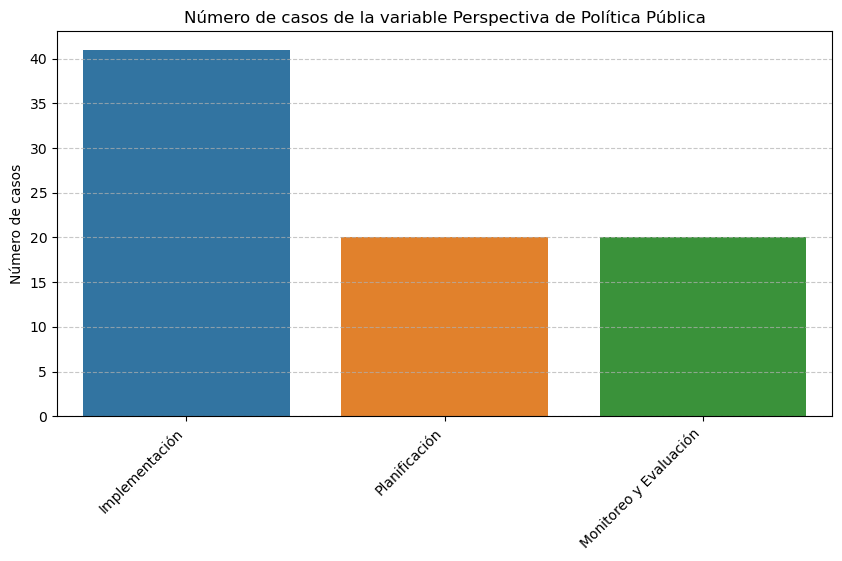 Número de casos de la variable Perspectiva de Política Pública
Número de casos
40
35
30
25
20
15
10
5
0
Implementación
Planificación
Monitoreo y Evaluación